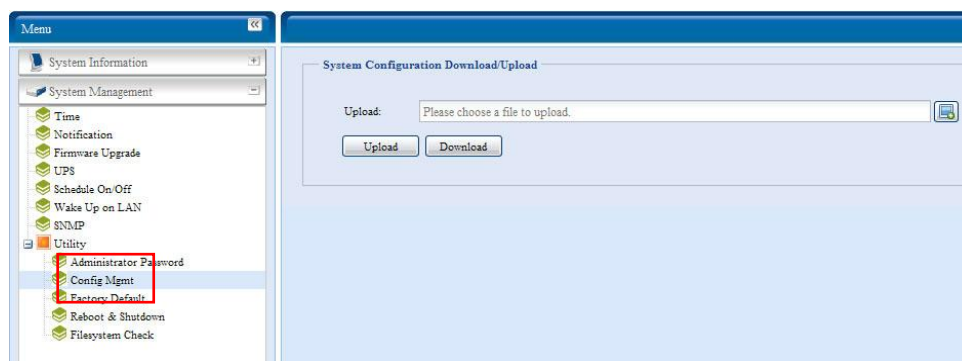 Menu
System Information
System Management
Time
Notification
Firmware Upgrade
UPS
Schedule On/Off
Wake Up on LAN
SNMP
Utility
Administrator Password
Config Mgmt
Factory Default
Reboot & Shutdown
Filesystem Check
System Configuration Download/Upload
Upload: Please choose a file to upload.
Upload Download